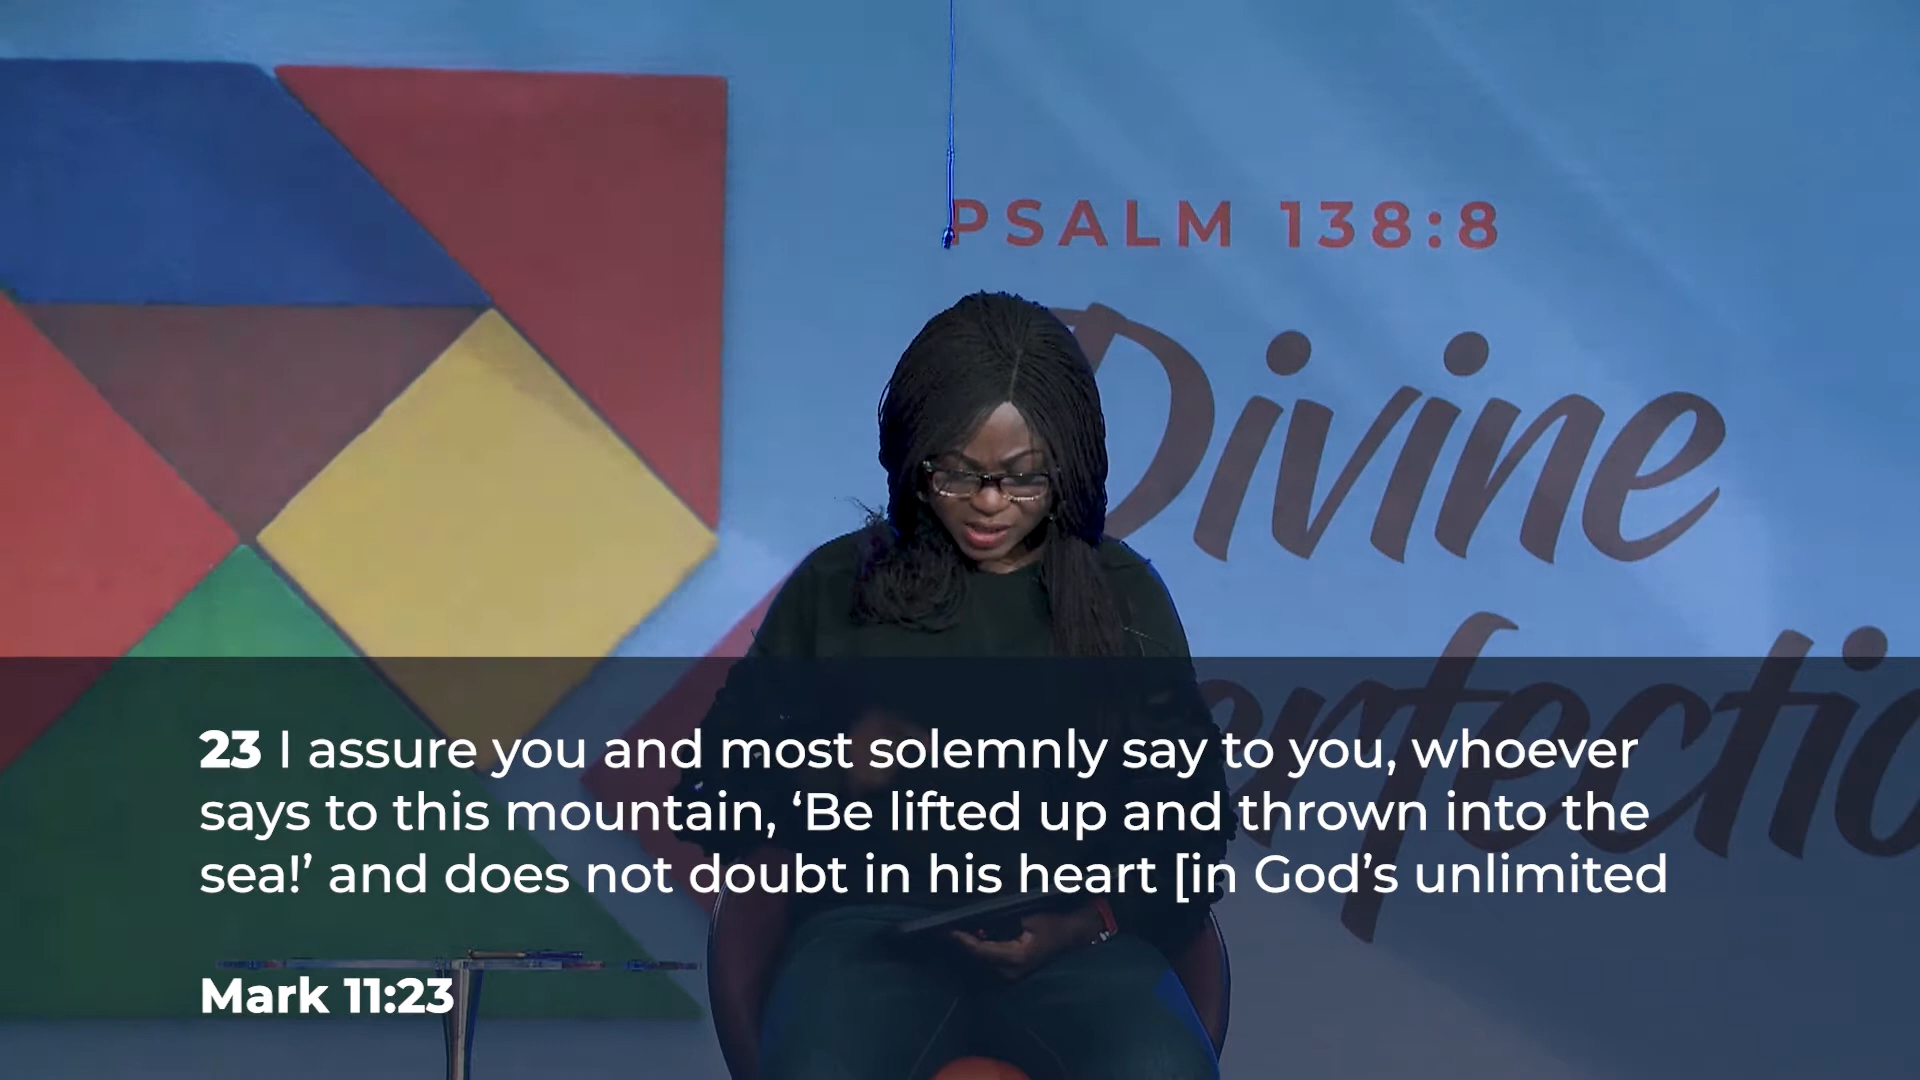 PSALM 138:8
Divine
erfectio
23 I assure you and most solemnly say to you, whoever
says to this mountain, ‘Be lifted up and thrown into the
sea!’ and does not doubt in his heart [in God’s unlimited
Mark 11:23